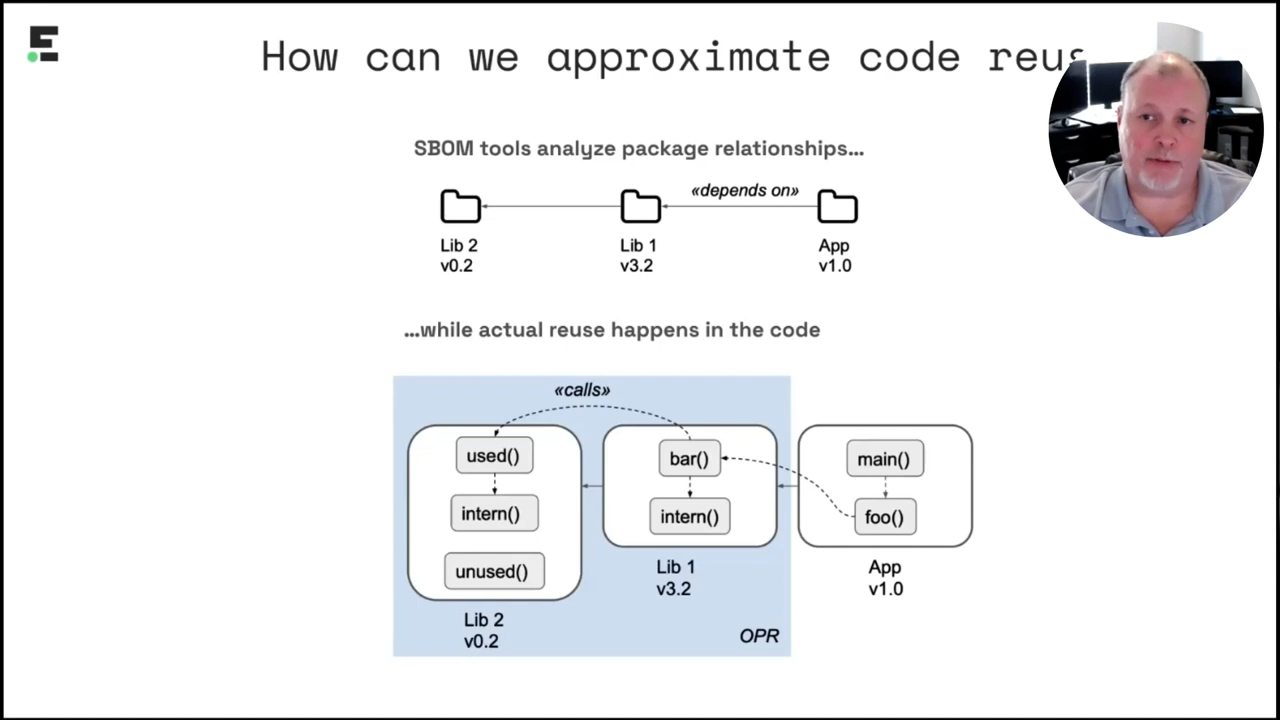 How can we approximate code reus
SBOM tools analyze package relationships…
«depends on»
Lib 2
v0.2
Lib 1
v3.2
App
v1.0
…while actual reuse happens in the code
«calls»
used()
intern()
unused()
Lib 2
v0.2
bar()
intern()
Lib 1
v3.2
main()
foo()
App
v1.0
OPR